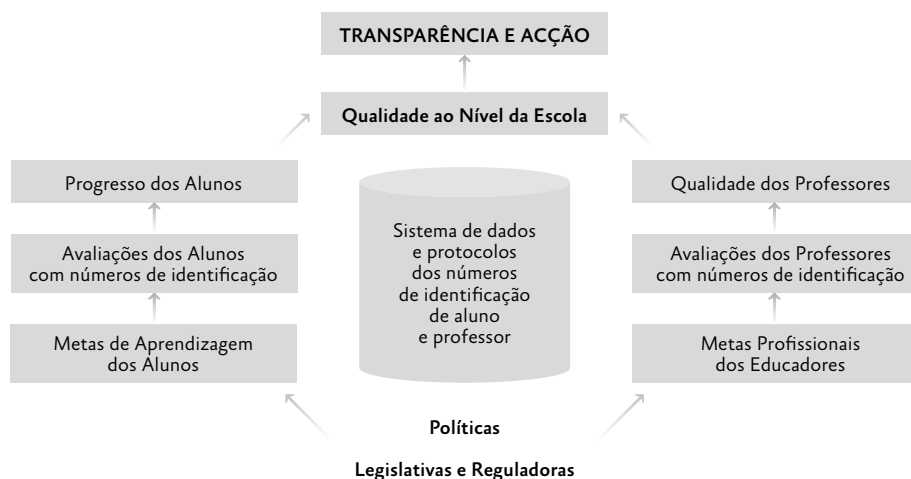 TRANSPARÊNCIA E ACÇÃO
Qualidade ao Nível da Escola
Progresso dos Alunos
Avaliações dos Alunos
com números de identificação
Metas de Aprendizagem
dos Alunos
Sistema de dados
e protocolos
dos números
de identificação
de aluno
e professor
Qualidade dos Professores
Avaliações dos Professores
com números de identificação
Metas Profissionais
dos Educadores
Políticas
Legislativas e Reguladoras